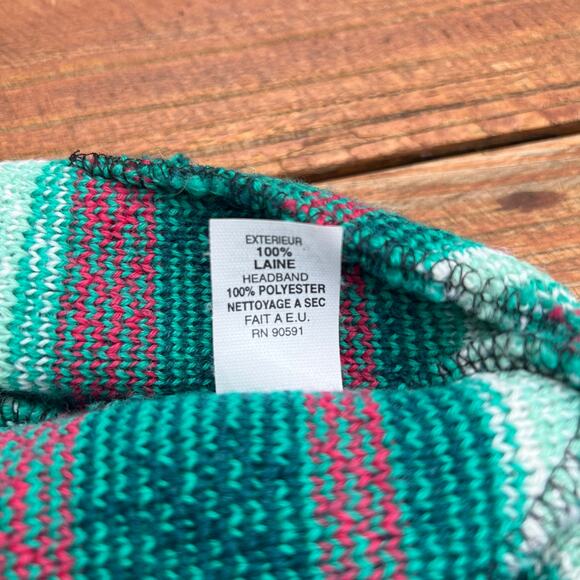 EXTERIEUR
100%
LAINE
HEADBAND
100% POLYESTER
NETTOYAGE A SEC
FAIT A E.U.
RN 90591